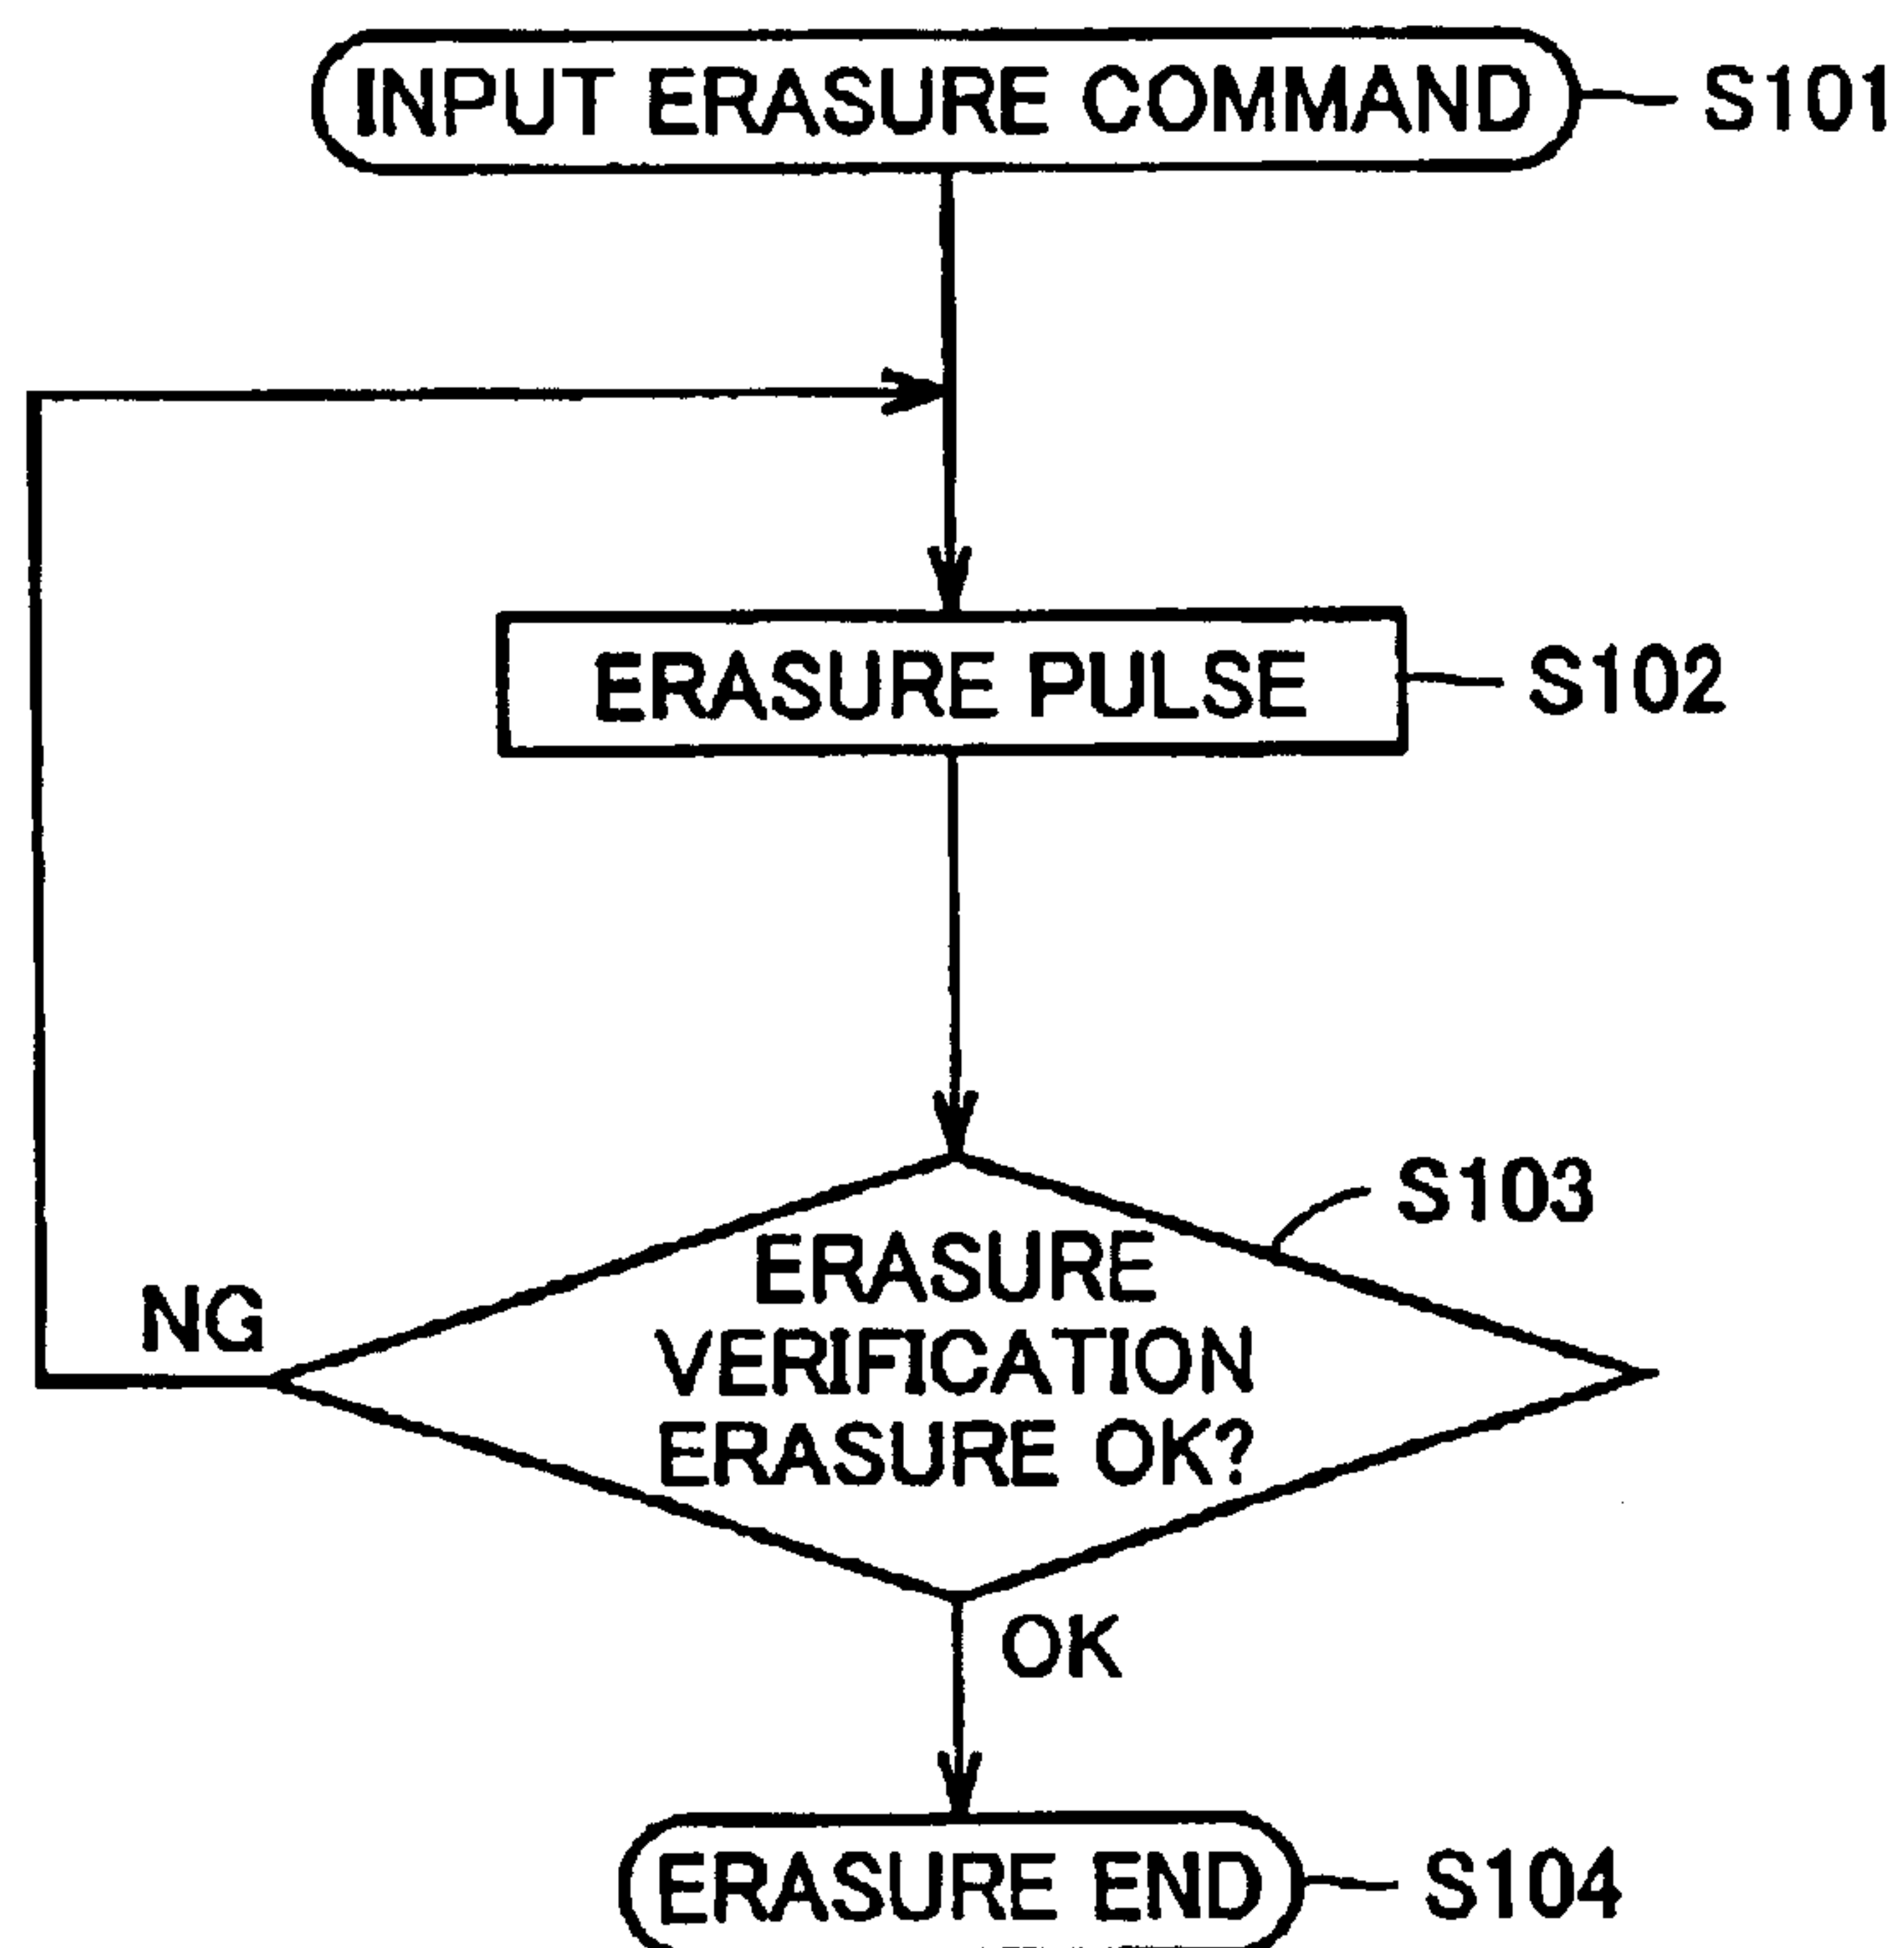 INPUT ERASURE COMMAND
S101
ERASURE PULSE
S102
S103
ERASURE
VERIFICATION
ERASURE OK?
NG
OK
ERASURE END
S104